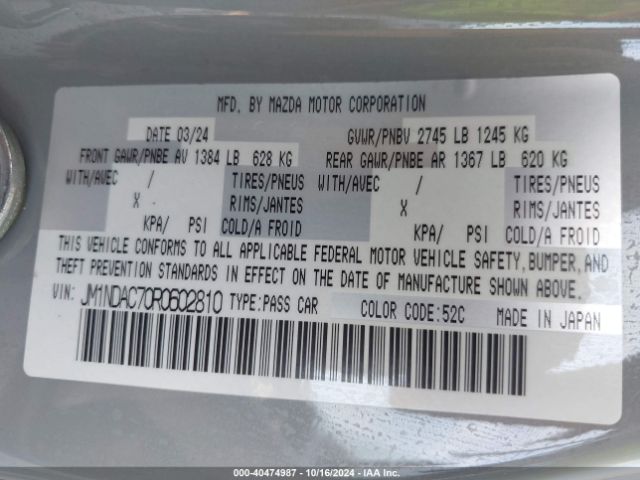 MFD. BY MAZDA MOTOR CORPORATION
DATE 03/24 GVWR/PNBV 2745 LB 1245 KG
FRONT GAWR/PNBE AV 1384 LB 628 KG REAR GAWR/PNBE AR 1367 LB 620 KG
WITH/AVEC / TIRES/PNEUS WITH/AVEC / TIRES/PNEUS
X . RIMS/JANTES X RIMS/JANTES
KPA/ PSI COLD/A FROID KPA/ PSI COLD/A FROID
THIS VEHICLE CONFORMS TO ALL APPLICABLE FEDERAL MOTOR VEHICLE SAFETY, BUMPER, AND
THEFT PREVENTION STANDARDS IN EFFECT ON THE DATE OF MANUFACTURE SHOWN ABOVE.
VIN: JM1NDAC70R0602810 TYPE:PASS CAR COLOR CODE:52C MADE IN JAPAN
000-40474987 - 10/16/2024 - IAA Inc.